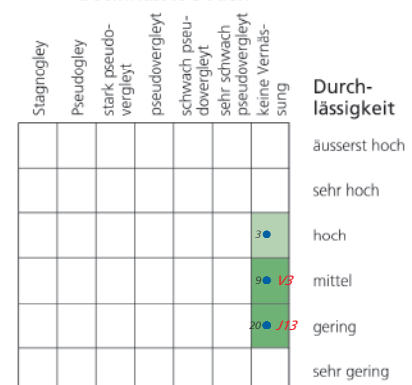 Stagnogley
Pseudogley
stark pseudo-
vergleyt
pseudovergleyt
schwach pseu-
dovergleyt
sehr schwach
pseudovergleyt
keine Vernäs-
sung
Durch-
lässigkeit
äusserst hoch
sehr hoch
3
hoch
9 V3
mittel
20 J13
gering
sehr gering